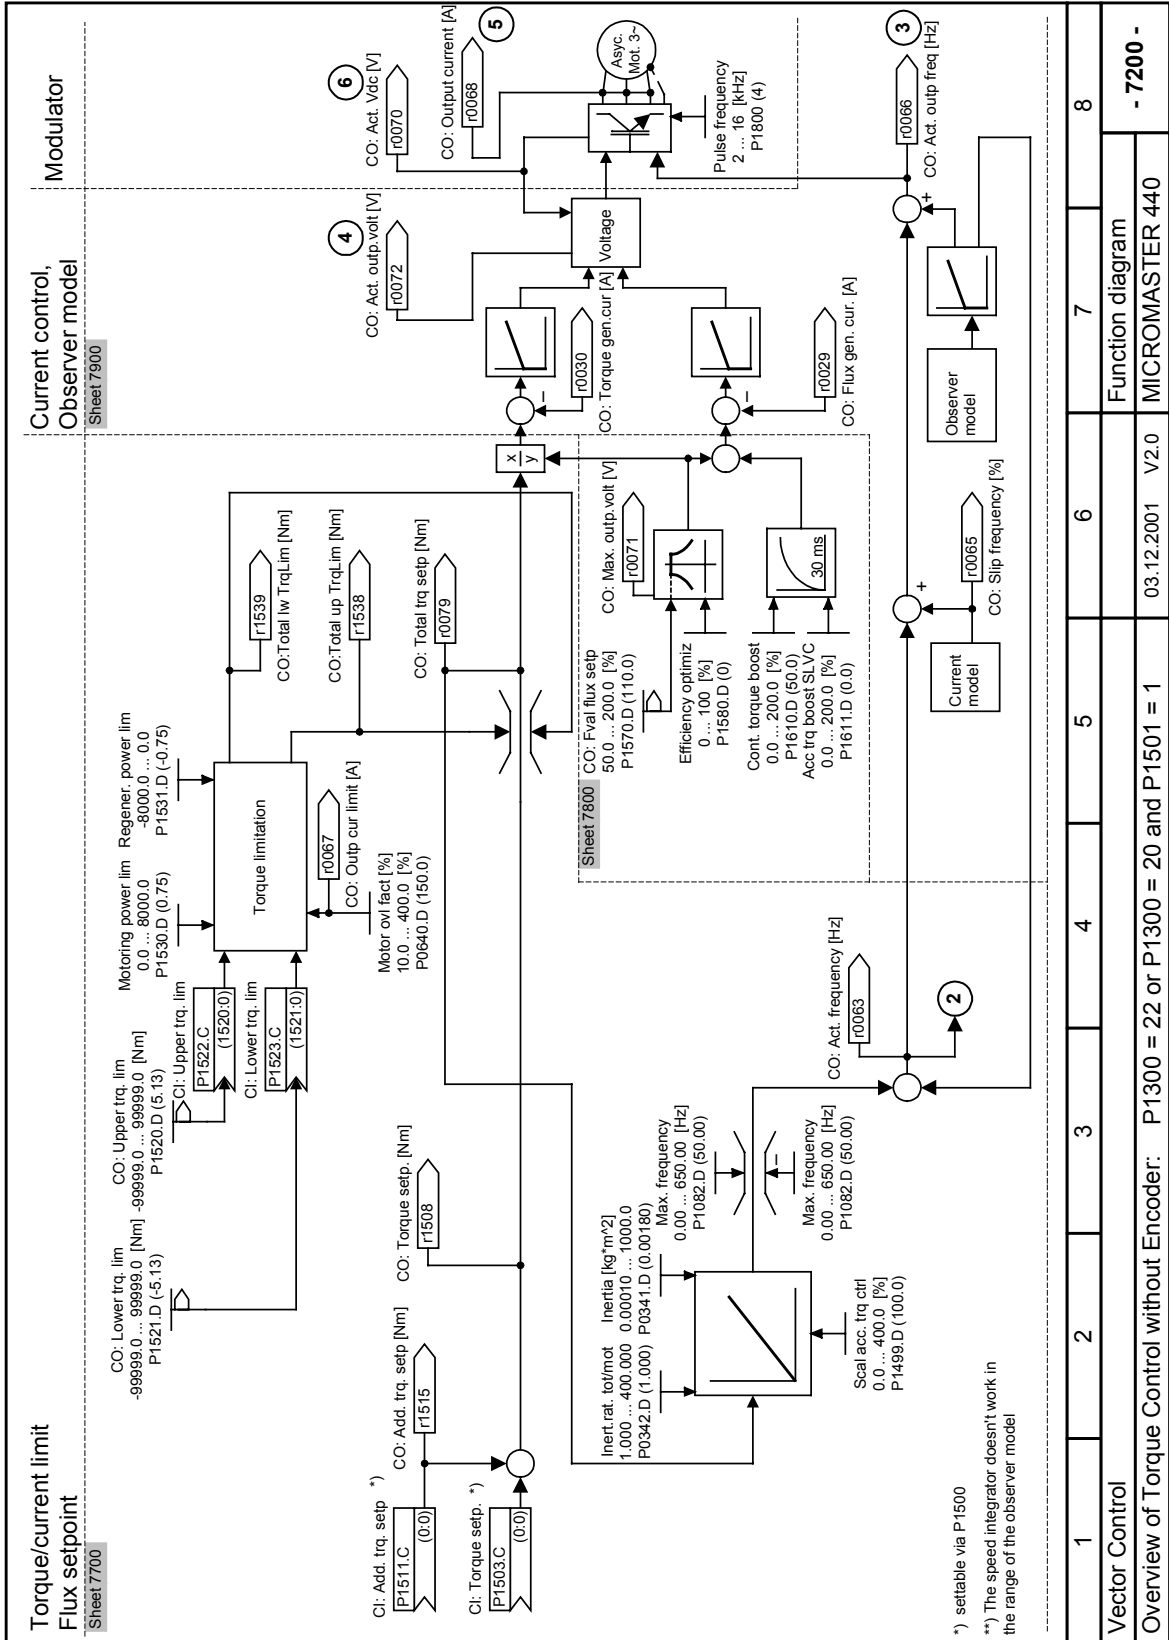 Torque/current limit
Flux setpoint
Sheet 7700
Current control,
Observer model
Sheet 7900
Modulator
CO: Lower trq. lim
-99999.0 ... 99999.0 [Nm]
P1521.D (-5.13)
CO: Upper trq. lim
-99999.0 ... 99999.0 [Nm]
P1520.D (5.13)
CI: Upper trq. lim
P1522.C
(1520:0)
CI: Lower trq. lim
P1523.C
(1521:0)
Motoring power lim
0.0 ... 8000.0
P1530.D (0.75)
Regener. power lim
-8000.0 ... 0.0
P1531.D (-0.75)
Torque limitation
r1539
CO:Total lw TrqLim [Nm]
r1538
CO:Total up TrqLim [Nm]
r0067
CO: Outp cur limit [A]
Motor ovl fact [%]
10.0 ... 400.0 [%]
P0640.D (150.0)
CO: Total trq setp [Nm]
r0079
CI: Add. trq. setp *)
P1511.C
(0:0)
CO: Add. trq. setp [Nm]
r1515
CI: Torque setp. *)
P1503.C
(0:0)
CO: Torque setp. [Nm]
r1508
x
y
CO: Act. outp.volt [V]
r0072
4
CO: Act. Vdc [V]
r0070
6
CO: Output current [A]
r0068
5
r0030
CO: Torque gen.cur [A]
Voltage
Asyc.
Mot. 3~
Pulse frequency
2 ... 16 [kHz]
P1800 (4)
Sheet 7800
CO: Fval flux setp
50.0 ... 200.0 [%]
P1570.D (110.0)
Efficiency optimiz
0 ... 100 [%]
P1580.D (0)
CO: Max. outp.volt [V]
r0071
Cont. torque boost
0.0 ... 200.0 [%]
P1610.D (50.0)
Acc trq boost SLVC
0.0 ... 200.0 [%]
P1611.D (0.0)
30 ms
–
–
r0029
CO: Flux gen. cur. [A]
Inert.rat. tot/mot
1.000 ... 400.000
P0342.D (1.000)
Inertia [kg*m^2]
0.00010 ... 1000.0
P0341.D (0.00180)
Max. frequency
0.00 ... 650.00 [Hz]
P1082.D (50.00)
–
Max. frequency
0.00 ... 650.00 [Hz]
P1082.D (50.00)
Scal acc. trq ctrl
0.0 ... 400.0 [%]
P1499.D (100.0)
CO: Act. frequency [Hz]
r0063
2
Current
model
+
r0065
CO: Slip frequency [%]
Observer
model
+
r0066
CO: Act. outp freq [Hz]
3
*) settable via P1500
**) The speed integrator doesn't work in
the range of the observer model
1
2
3
4
5
6
7
8
Vector Control
Function diagram
- 7200 -
Overview of Torque Control without Encoder: P1300 = 22 or P1300 = 20 and P1501 = 1
03.12.2001
V2.0
MICROMASTER 440